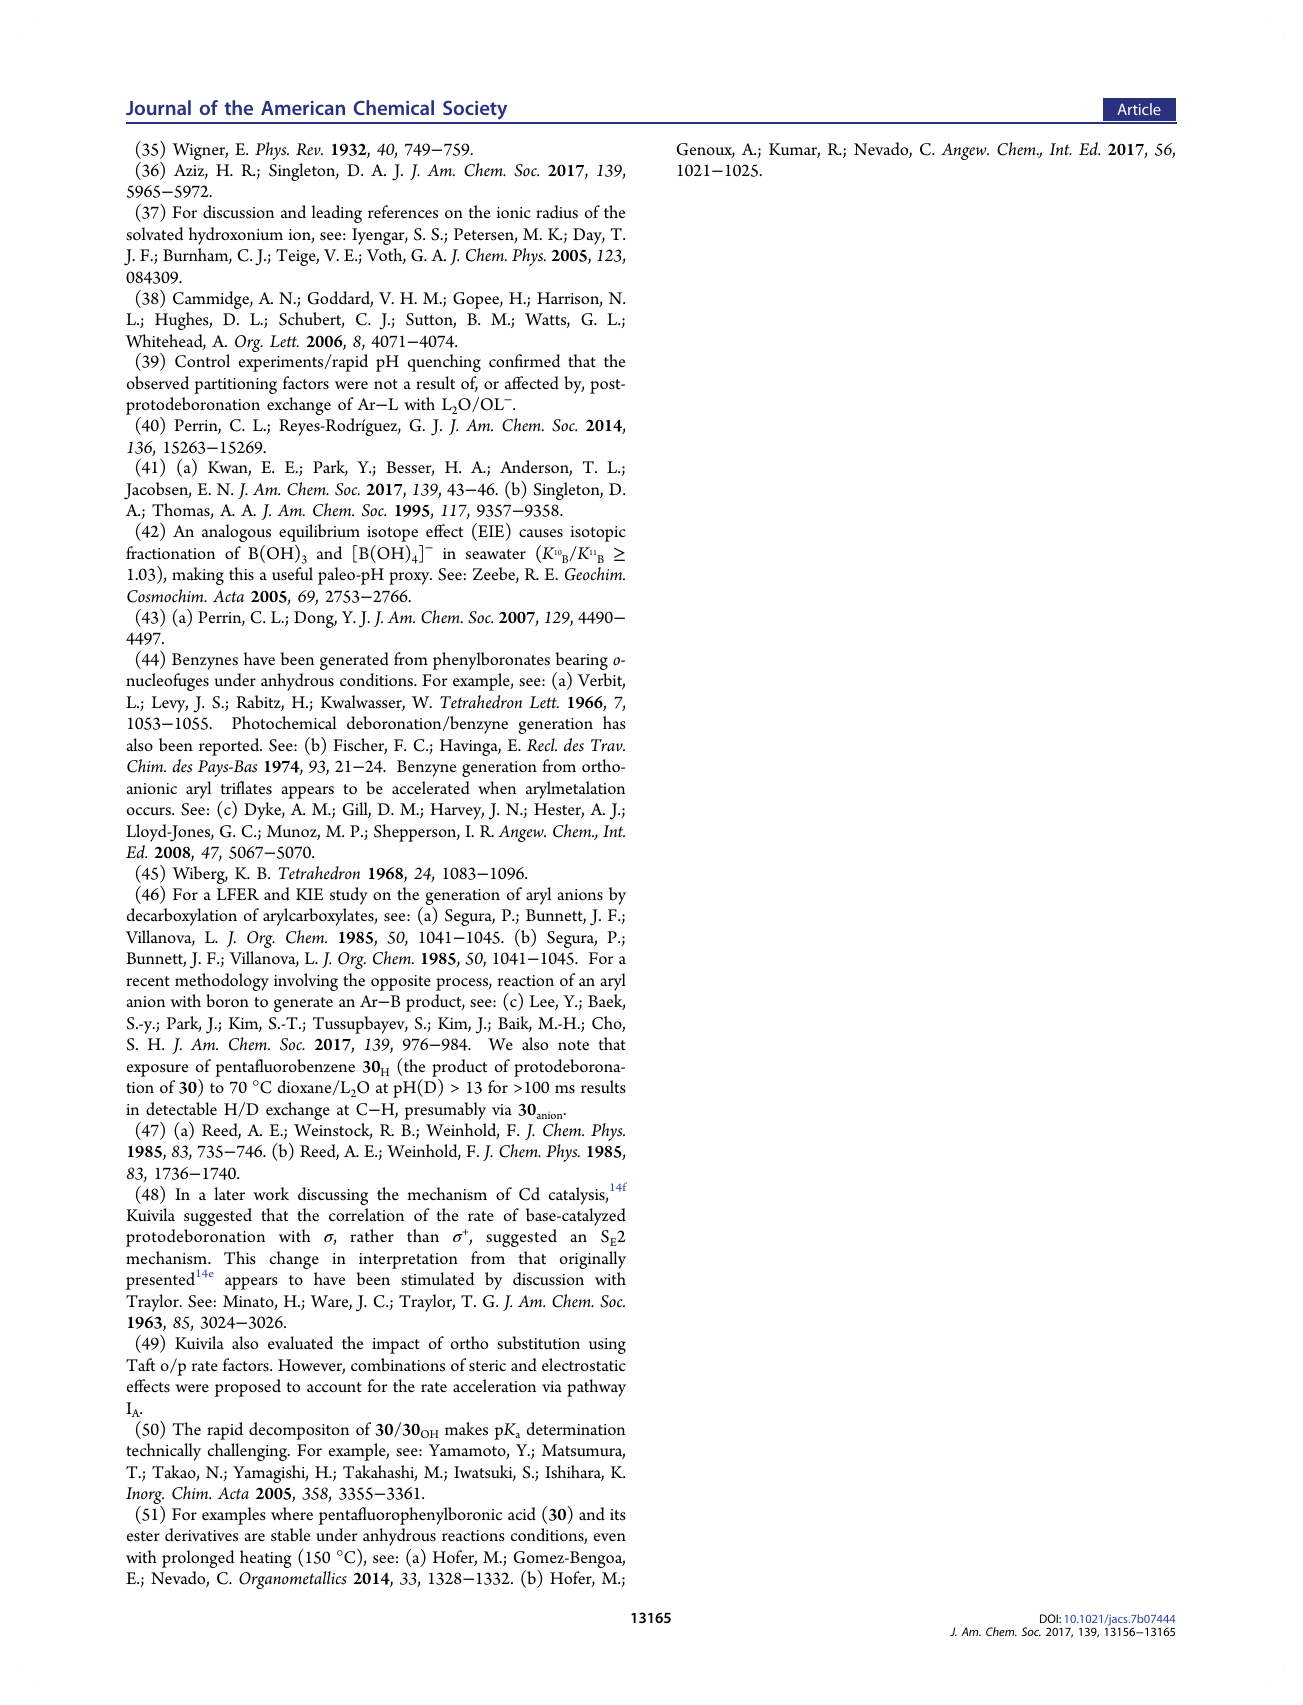 Journal of the American Chemical Society
Article
(35) Wigner, E. Phys. Rev. 1932, 40, 749−759.
(36) Aziz, H. R.; Singleton, D. A. J. J. Am. Chem. Soc. 2017, 139,
5965−5972.
(37) For discussion and leading references on the ionic radius of the
solvated hydroxonium ion, see: Iyengar, S. S.; Petersen, M. K.; Day, T.
J. F.; Burnham, C. J.; Teige, V. E.; Voth, G. A. J. Chem. Phys. 2005, 123,
084309.
(38) Cammidge, A. N.; Goddard, V. H. M.; Gopee, H.; Harrison, N.
L.; Hughes, D. L.; Schubert, C. J.; Sutton, B. M.; Watts, G. L.;
Whitehead, A. Org. Lett. 2006, 8, 4071−4074.
(39) Control experiments/rapid pH quenching confirmed that the
observed partitioning factors were not a result of, or affected by, post-
protodeboronation exchange of Ar−L with L₂O/OL⁻.
(40) Perrin, C. L.; Reyes-Rodríguez, G. J. J. Am. Chem. Soc. 2014,
136, 15263−15269.
(41) (a) Kwan, E. E.; Park, Y.; Besser, H. A.; Anderson, T. L.;
Jacobsen, E. N. J. Am. Chem. Soc. 2017, 139, 43−46. (b) Singleton, D.
A.; Thomas, A. A. J. Am. Chem. Soc. 1995, 117, 9357−9358.
(42) An analogous equilibrium isotope effect (EIE) causes isotopic
fractionation of B(OH)₃ and [B(OH)₄]⁻ in seawater (K¹⁰B/K¹¹B ≥
1.03), making this a useful paleo-pH proxy. See: Zeebe, R. E. Geochim.
Cosmochim. Acta 2005, 69, 2753−2766.
(43) (a) Perrin, C. L.; Dong, Y. J. J. Am. Chem. Soc. 2007, 129, 4490−
4497.
(44) Benzynes have been generated from phenylboronates bearing o-
nucleofuges under anhydrous conditions. For example, see: (a) Verbit,
L.; Levy, J. S.; Rabitz, H.; Kwalwasser, W. Tetrahedron Lett. 1966, 7,
1053−1055. Photochemical deboronation/benzyne generation has
also been reported. See: (b) Fischer, F. C.; Havinga, E. Recl. des Trav.
Chim. des Pays-Bas 1974, 93, 21−24. Benzyne generation from ortho-
anionic aryl triflates appears to be accelerated when arylmetalation
occurs. See: (c) Dyke, A. M.; Gill, D. M.; Harvey, J. N.; Hester, A. J.;
Lloyd-Jones, G. C.; Munoz, M. P.; Shepperson, I. R. Angew. Chem., Int.
Ed. 2008, 47, 5067−5070.
(45) Wiberg, K. B. Tetrahedron 1968, 24, 1083−1096.
(46) For a LFER and KIE study on the generation of aryl anions by
decarboxylation of arylcarboxylates, see: (a) Segura, P.; Bunnett, J. F.;
Villanova, L. J. Org. Chem. 1985, 50, 1041−1045. (b) Segura, P.;
Bunnett, J. F.; Villanova, L. J. Org. Chem. 1985, 50, 1041−1045. For a
recent methodology involving the opposite process, reaction of an aryl
anion with boron to generate an Ar−B product, see: (c) Lee, Y.; Baek,
S.-y.; Park, J.; Kim, S.-T.; Tussupbayev, S.; Kim, J.; Baik, M.-H.; Cho,
S. H. J. Am. Chem. Soc. 2017, 139, 976−984. We also note that
exposure of pentafluorobenzene 30H (the product of protodeborona-
tion of 30) to 70 °C dioxane/L₂O at pH(D) > 13 for >100 ms results
in detectable H/D exchange at C−H, presumably via 30anion.
(47) (a) Reed, A. E.; Weinstock, R. B.; Weinhold, F. J. Chem. Phys.
1985, 83, 735−746. (b) Reed, A. E.; Weinhold, F. J. Chem. Phys. 1985,
83, 1736−1740.
(48) In a later work discussing the mechanism of Cd catalysis,14f
Kuivila suggested that the correlation of the rate of base-catalyzed
protodeboronation with σ, rather than σ⁺, suggested an SE2
mechanism. This change in interpretation from that originally
presented14e appears to have been stimulated by discussion with
Traylor. See: Minato, H.; Ware, J. C.; Traylor, T. G. J. Am. Chem. Soc.
1963, 85, 3024−3026.
(49) Kuivila also evaluated the impact of ortho substitution using
Taft o/p rate factors. However, combinations of steric and electrostatic
effects were proposed to account for the rate acceleration via pathway
IA.
(50) The rapid decompositon of 30/30OH makes pKa determination
technically challenging. For example, see: Yamamoto, Y.; Matsumura,
T.; Takao, N.; Yamagishi, H.; Takahashi, M.; Iwatsuki, S.; Ishihara, K.
Inorg. Chim. Acta 2005, 358, 3355−3361.
(51) For examples where pentafluorophenylboronic acid (30) and its
ester derivatives are stable under anhydrous reactions conditions, even
with prolonged heating (150 °C), see: (a) Hofer, M.; Gomez-Bengoa,
E.; Nevado, C. Organometallics 2014, 33, 1328−1332. (b) Hofer, M.;
Genoux, A.; Kumar, R.; Nevado, C. Angew. Chem., Int. Ed. 2017, 56,
1021−1025.
13165
DOI: 10.1021/jacs.7b07444
J. Am. Chem. Soc. 2017, 139, 13156−13165